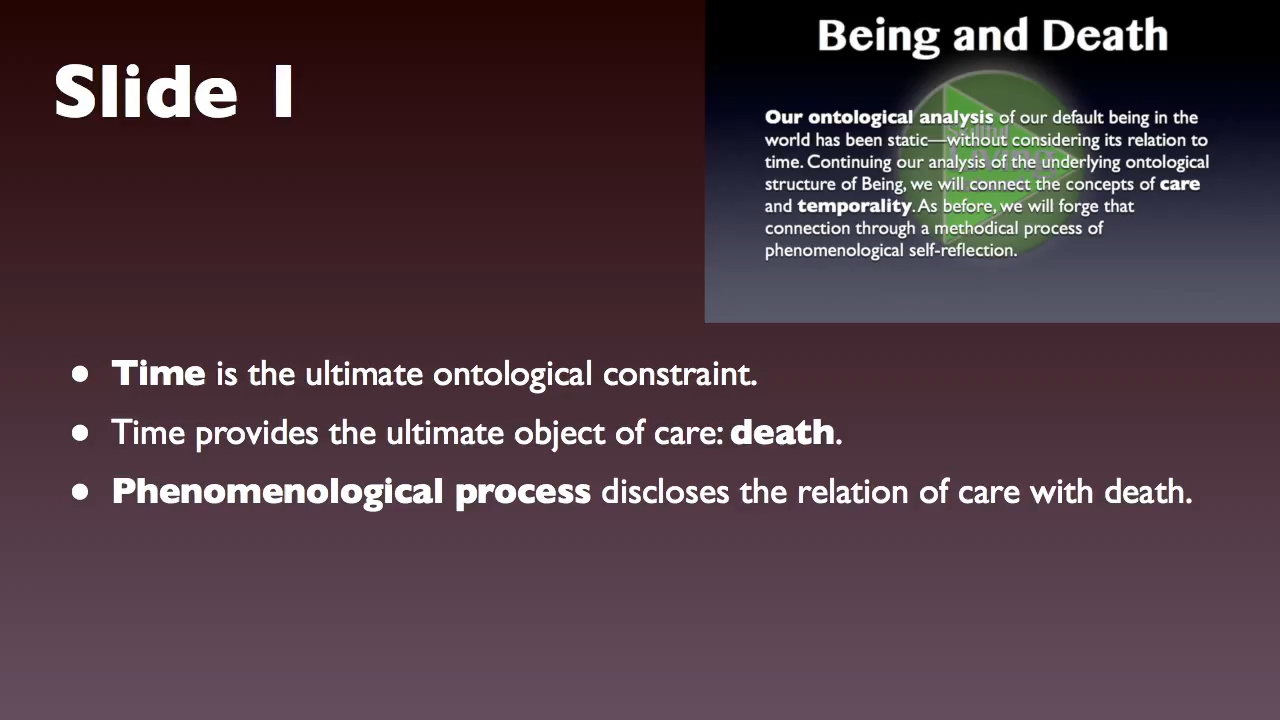 Slide 1
Being and Death
Our ontological analysis of our default being in the
world has been static—without considering its relation to
time. Continuing our analysis of the underlying ontological
structure of Being, we will connect the concepts of care
and temporality. As before, we will forge that
connection through a methodical process of
phenomenological self-reflection.
• Time is the ultimate ontological constraint.
• Time provides the ultimate object of care: death.
• Phenomenological process discloses the relation of care with death.